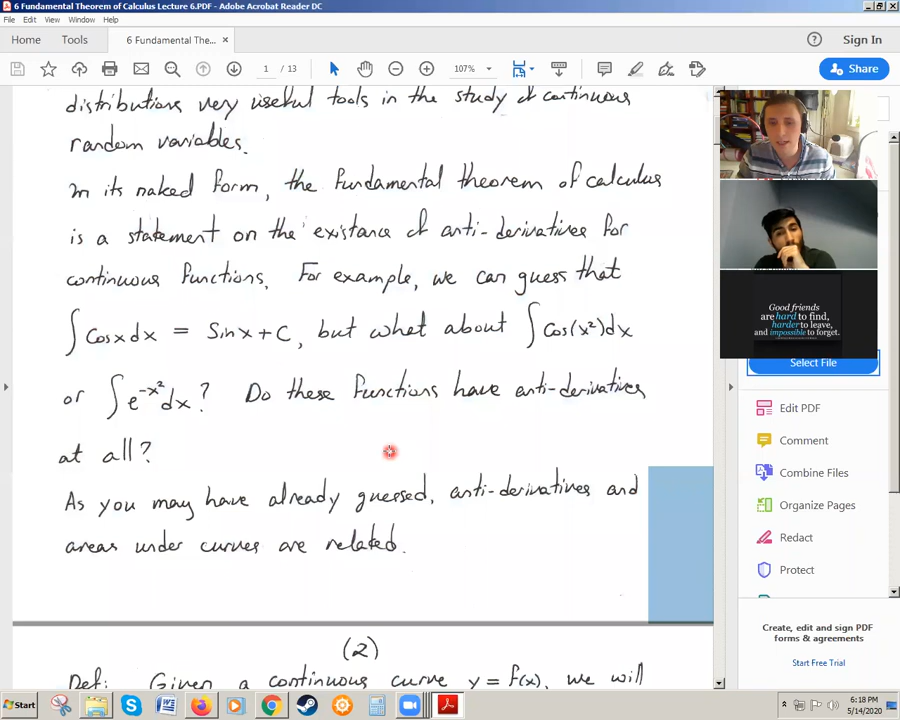 6 Fundamental Theorem of Calculus Lecture 6.PDF - Adobe Acrobat Reader DC
File Edit View Window Help
Home Tools 6 Fundamental The... × Sign In
1 / 13 107% Share
distributions very useful tools in the study of continuous
random variables.
In its naked form, the fundamental theorem of calculus
is a statement on the existance of anti-derivatives for
continuous functions. For example, we can guess that
∫ Cosx dx = Sinx + C, but what about ∫ Cos(x²)dx
or ∫ e^{-x²} dx? Do these functions have anti-derivatives
at all?
As you may have already guessed, anti-derivatives and
areas under curves are related.
(2)
Def: Given a continuous curve y = f(x), we will
Good friends
are hard to find,
harder to leave,
and impossible to forget.
Select File
Edit PDF
Comment
Combine Files
Organize Pages
Redact
Protect
Create, edit and sign PDF
forms & agreements
Start Free Trial
Start
6:18 PM
5/14/2020